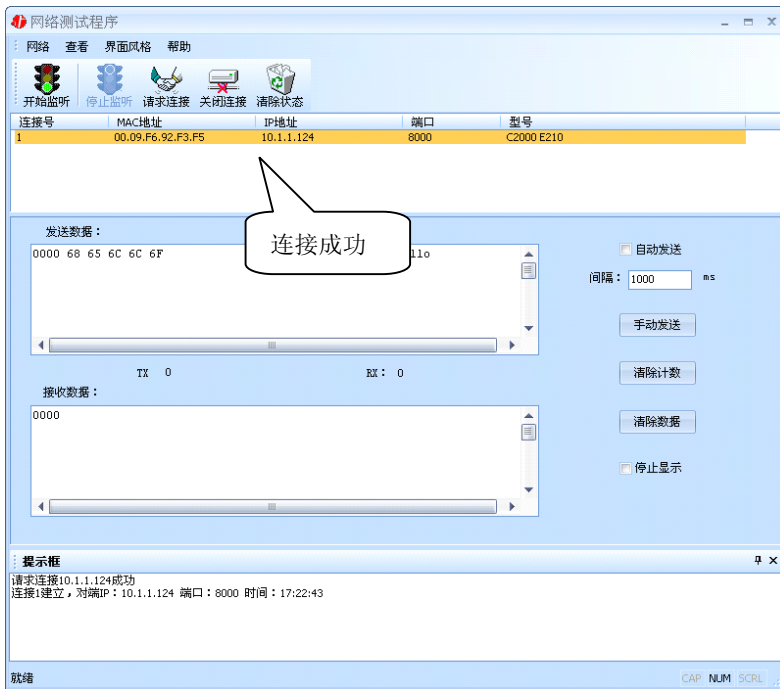 网络测试程序
网络 查看 界面风格 帮助
开始监听 停止监听 请求连接 关闭连接 清除状态
连接号 MAC地址 IP地址 端口 型号
1 00.09.F6.92.F3.F5 10.1.1.124 8000 C2000 E210
连接成功
发送数据：
0000 68 65 6C 6C 6F llo
自动发送
间隔： 1000 ms
手动发送
TX 0 RX： 0
清除计数
接收数据：
0000
清除数据
停止显示
提示框
请求连接10.1.1.124成功
连接1建立，对端IP：10.1.1.124 端口：8000 时间：17:22:43
就绪 CAP NUM SCRL